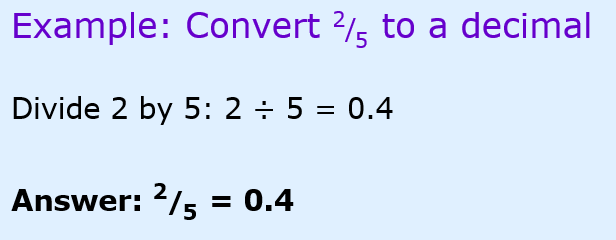 Example: Convert ²/₅ to a decimal
Divide 2 by 5: 2 ÷ 5 = 0.4
Answer: ²/₅ = 0.4